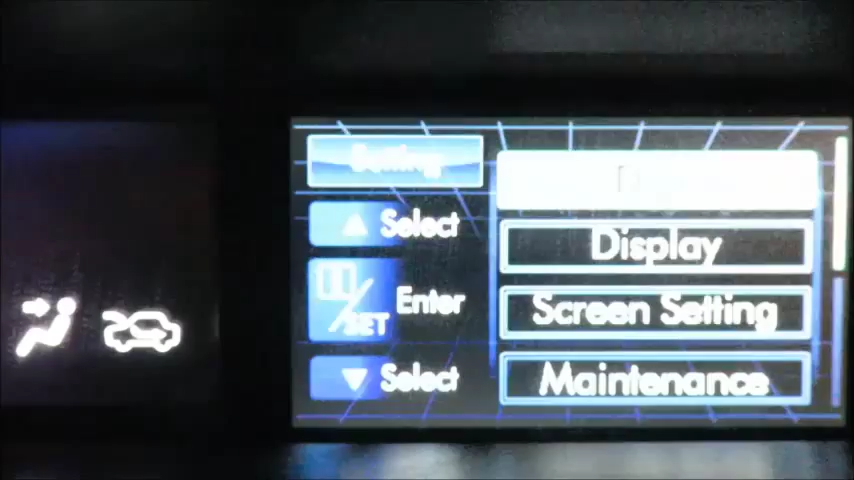 Setting
Select
Display
Enter
Screen Setting
SET
Select
Maintenance